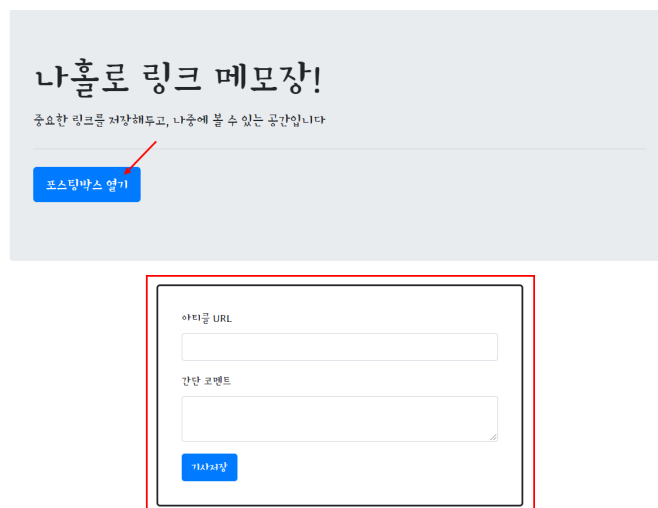 나홀로 링크 메모장!
중요한 링크를 저장해두고, 나중에 볼 수 있는 공간입니다
포스팅박스 열기
아티클 URL
간단 코멘트
기사저장